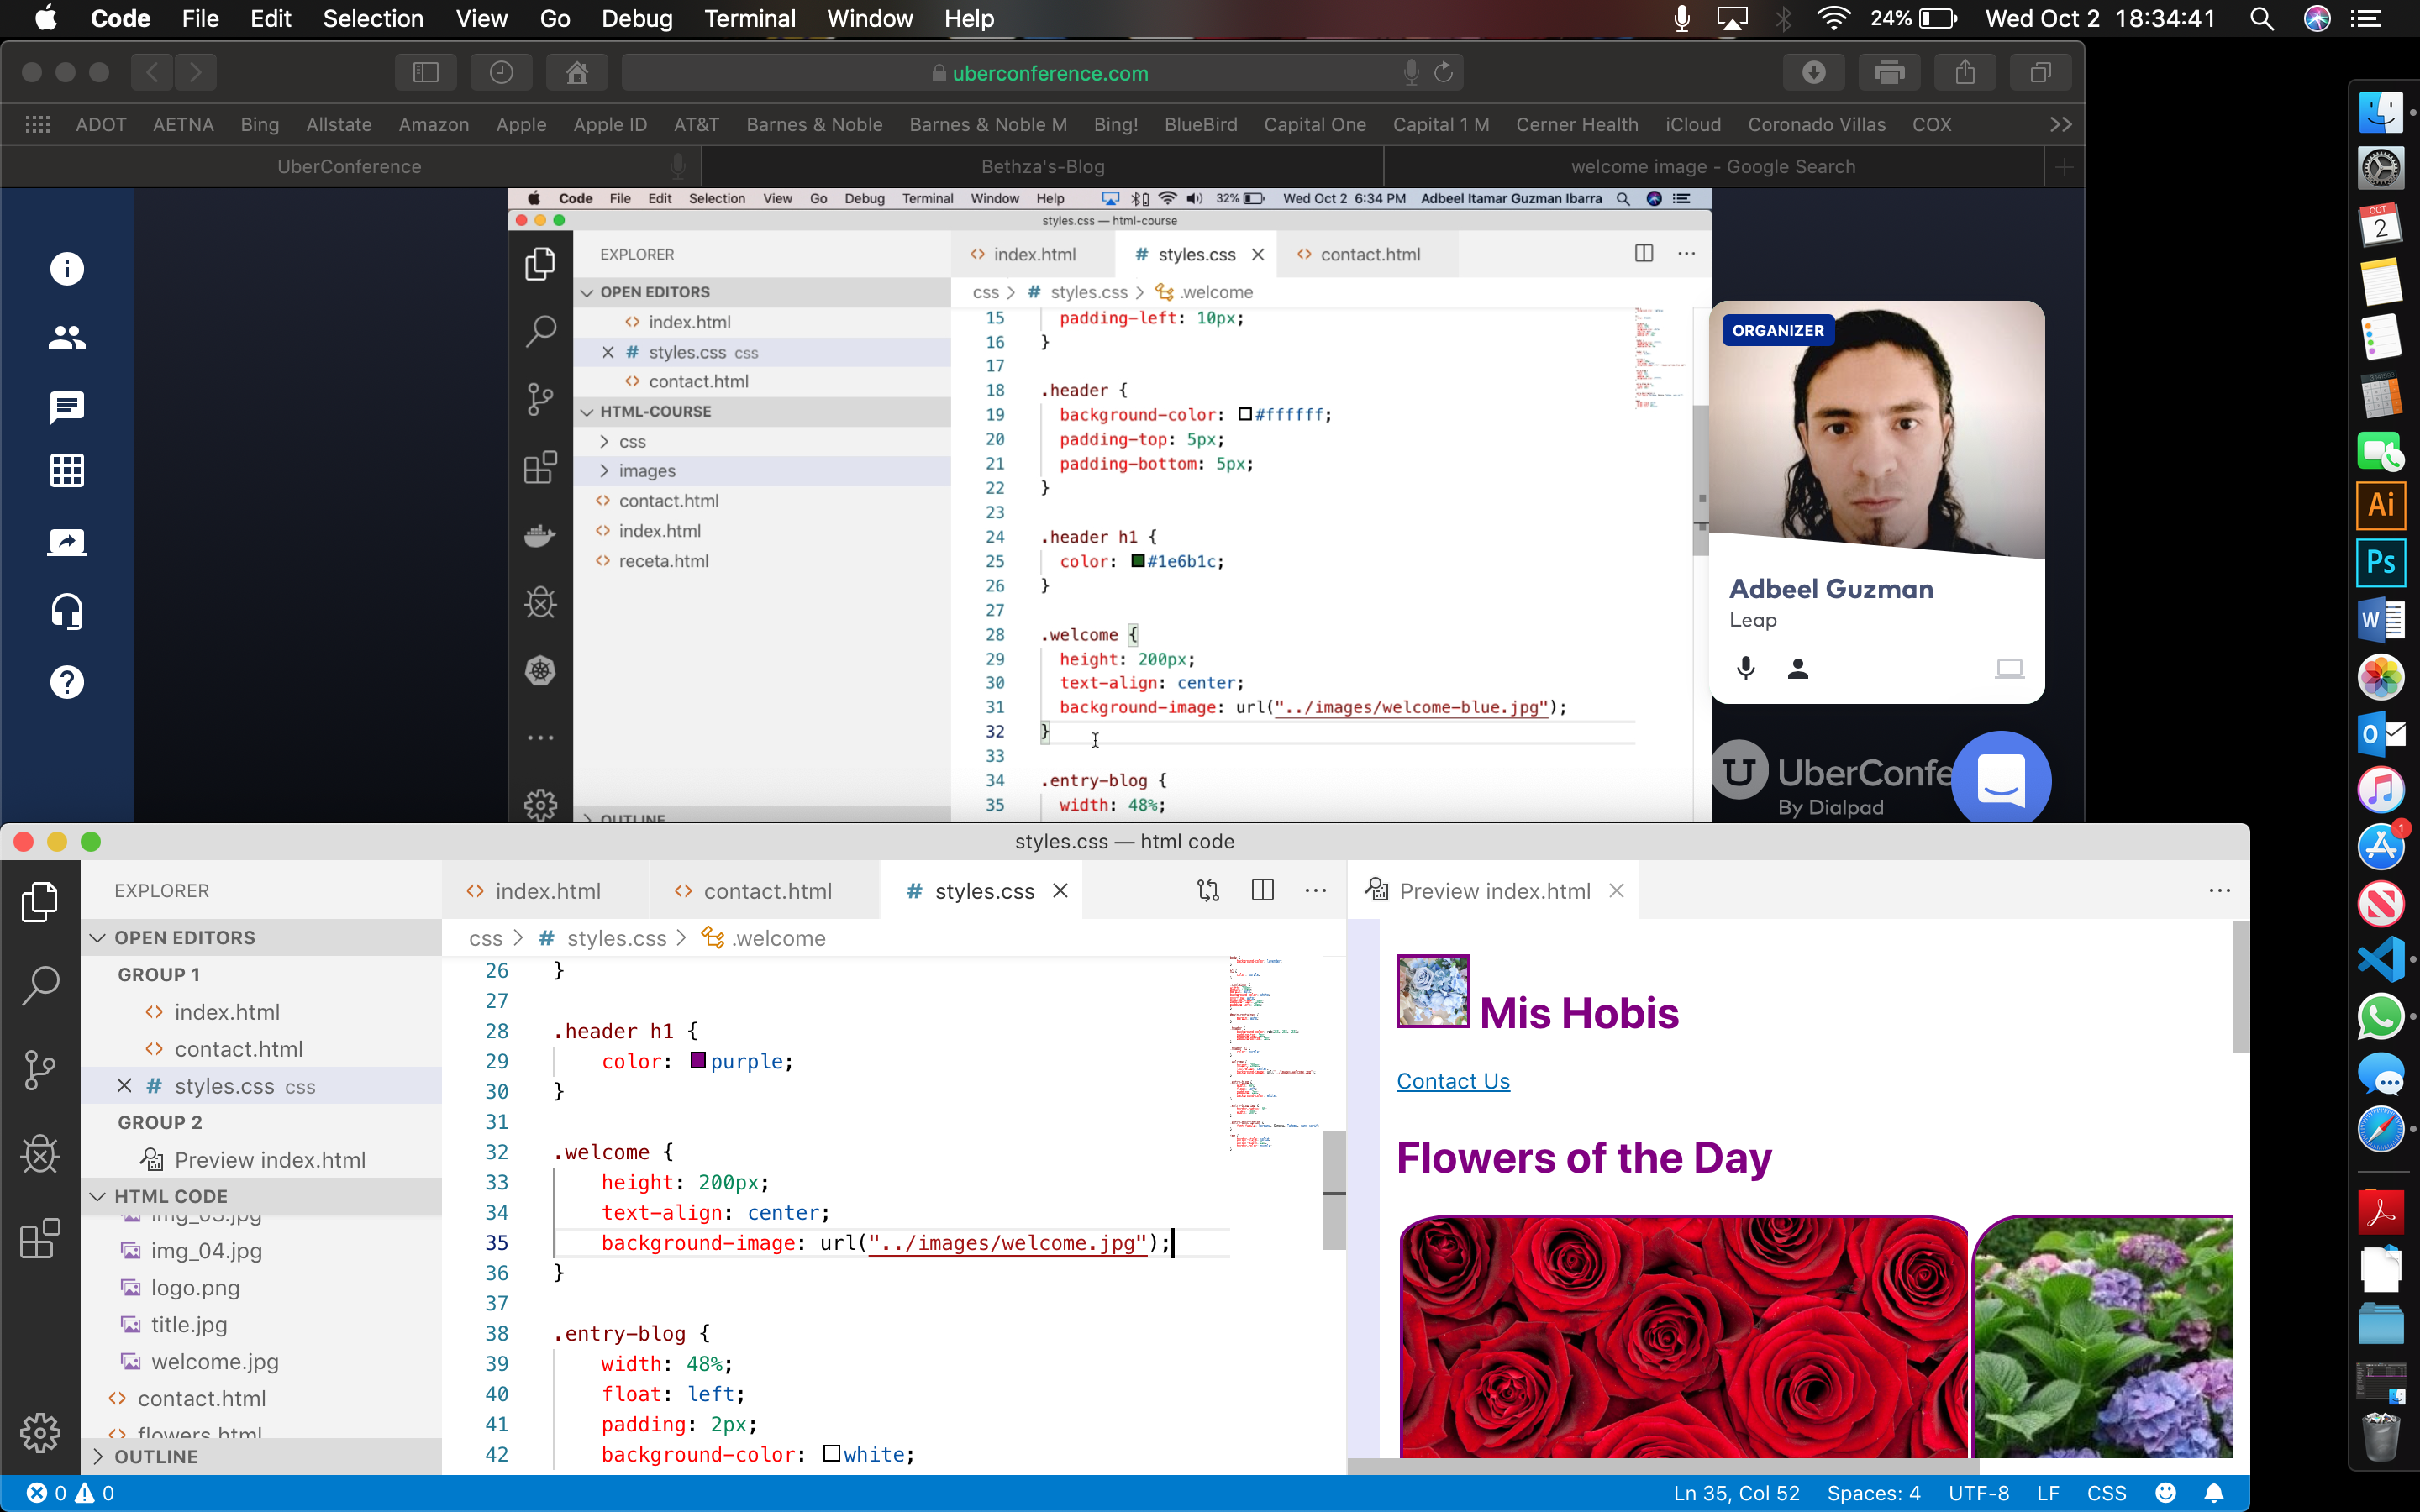 Code File Edit Selection View Go Debug Terminal Window Help 24% Wed Oct 2 18:34:41
uberconference.com
ADOT AETNA Bing Allstate Amazon Apple Apple ID AT&T Barnes & Noble Barnes & Noble M Bing! BlueBird Capital One Capital 1 M Cerner Health iCloud Coronado Villas COX
UberConference Bethza's-Blog welcome image - Google Search
Code File Edit Selection View Go Debug Terminal Window Help 32% Wed Oct 2 6:34 PM Adbeel Itamar Guzman Ibarra
styles.css — html-course
EXPLORER
index.html # styles.css contact.html
css > # styles.css > .welcome
OPEN EDITORS
index.html
# styles.css css
contact.html
HTML-COURSE
css
images
contact.html
index.html
receta.html
OUTLINE
15 padding-left: 10px;
16 }
17
18 .header {
19 background-color: #ffffff;
20 padding-top: 5px;
21 padding-bottom: 5px;
22 }
23
24 .header h1 {
25 color: #1e6b1c;
26 }
27
28 .welcome {
29 height: 200px;
30 text-align: center;
31 background-image: url("../images/welcome-blue.jpg");
32 }
33
34 .entry-blog {
35 width: 48%;
ORGANIZER
Adbeel Guzman
Leap
UberConfe
By Dialpad
OCT
2
Ai
Ps
W
O
1
styles.css — html code
EXPLORER
index.html contact.html # styles.css
Preview index.html
css > # styles.css > .welcome
OPEN EDITORS
GROUP 1
index.html
contact.html
# styles.css css
GROUP 2
Preview index.html
HTML CODE
img_03.jpg
img_04.jpg
logo.png
title.jpg
welcome.jpg
contact.html
flowers.html
OUTLINE
26 }
27
28 .header h1 {
29 color: purple;
30 }
31
32 .welcome {
33 height: 200px;
34 text-align: center;
35 background-image: url("../images/welcome.jpg");
36 }
37
38 .entry-blog {
39 width: 48%;
40 float: left;
41 padding: 2px;
42 background-color: white;
Mis Hobis
Contact Us
Flowers of the Day
0 0 Ln 35, Col 52 Spaces: 4 UTF-8 LF CSS